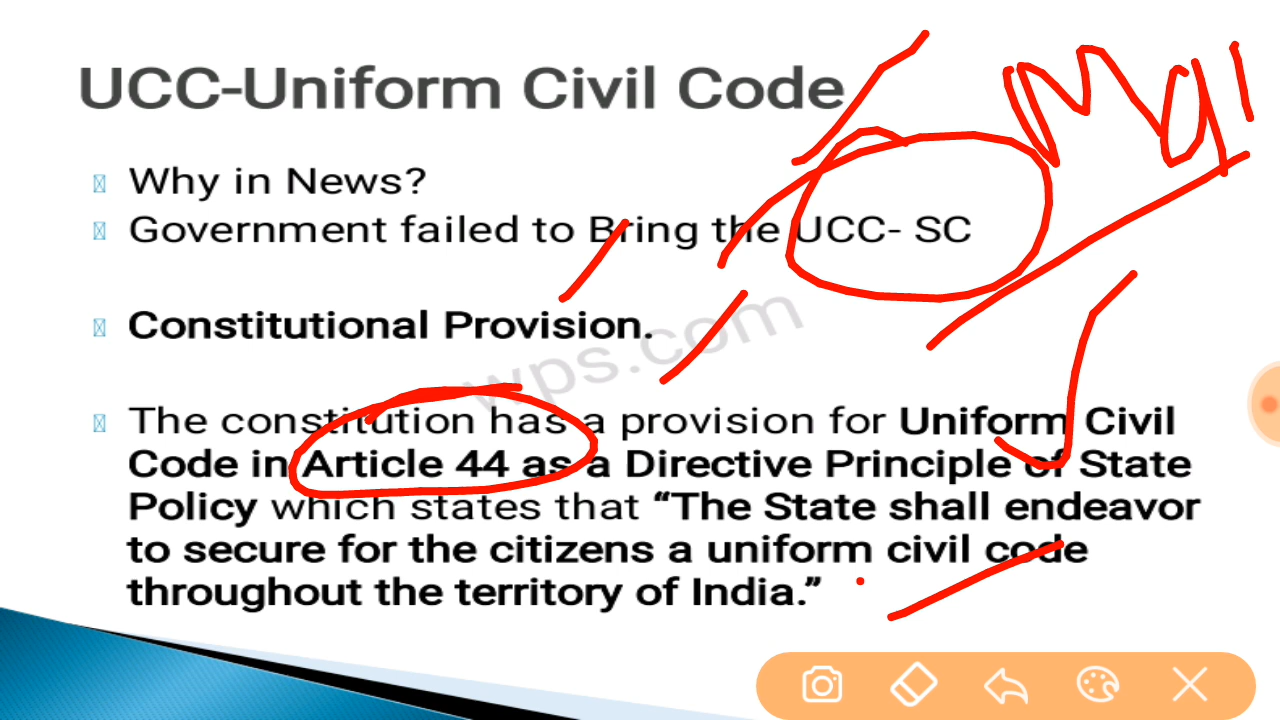 UCC-Uniform Civil Code
Mai
Why in News?
Government failed to Bring the UCC- SC
Constitutional Provision.
wps.com
The constitution has a provision for Uniform Civil
Code in Article 44 as a Directive Principle of State
Policy which states that “The State shall endeavor
to secure for the citizens a uniform civil code
throughout the territory of India.”